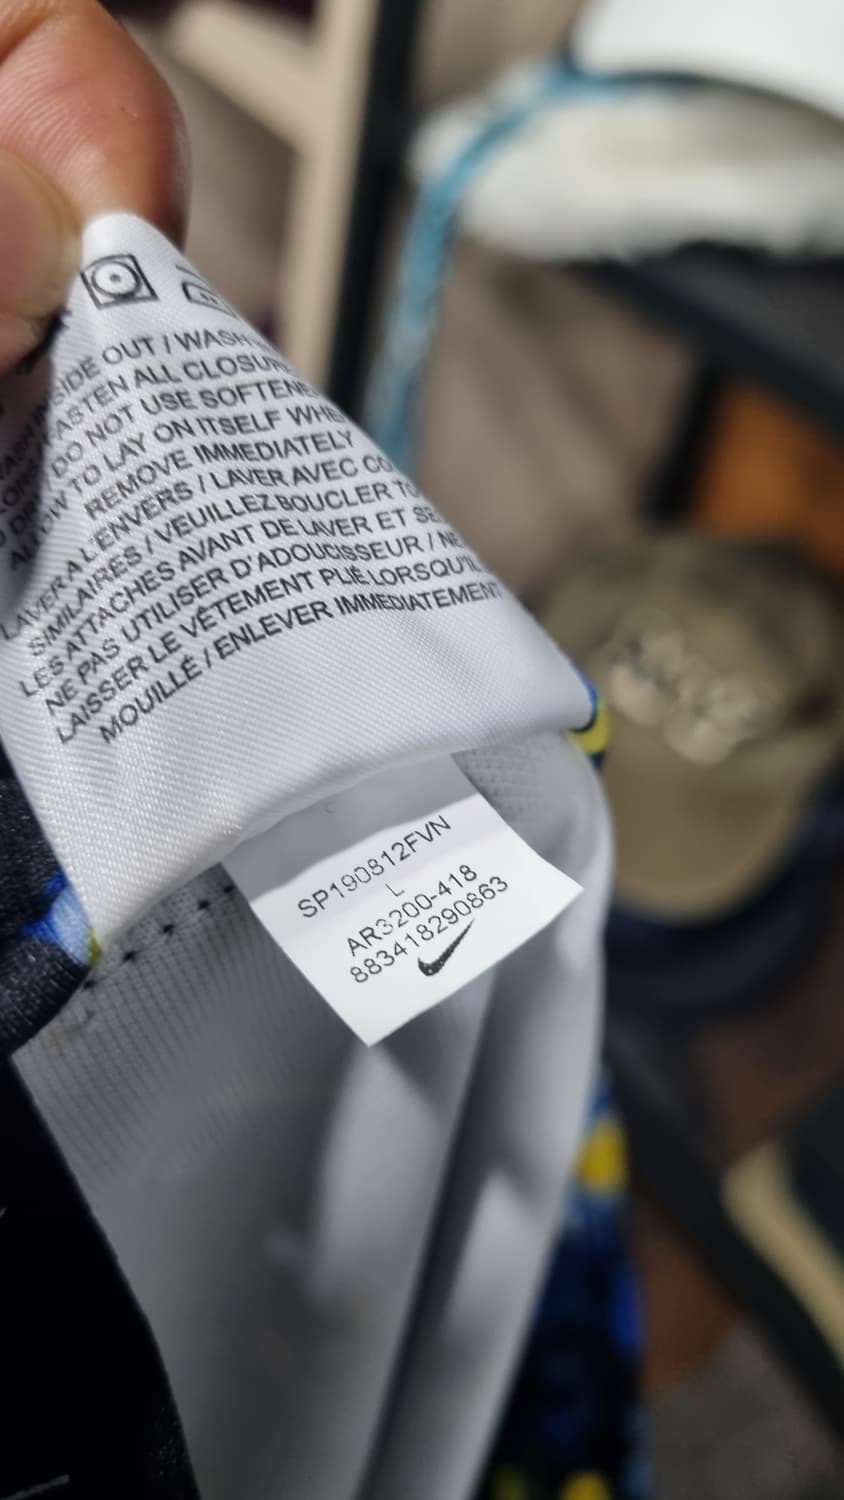 SIDE OUT / WASH
FASTEN ALL CLOSURE
DO NOT USE SOFTENE
TO LAY ON ITSELF WHE
REMOVE IMMEDIATELY
LAVER A L'ENVERS / LAVER AVEC CO
SIMILAIRES / VEUILLEZ BOUCLER TO
LES ATTACHES AVANT DE LAVER ET SE
NE PAS UTILISER D'ADOUCISSEUR / NE
LAISSER LE VÊTEMENT PLIÉ LORSQU'IL
MOUILLÉ / ENLEVER IMMEDIATEMENT
SP190812FVN
L
AR3200-418
883418290863